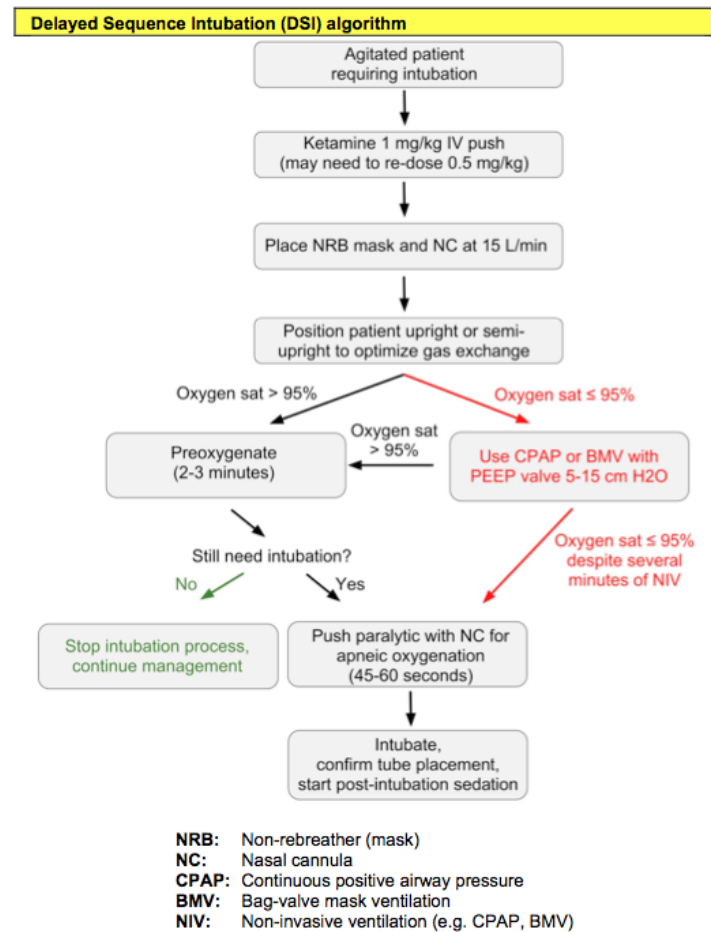 Delayed Sequence Intubation (DSI) algorithm
Agitated patient
requiring intubation
Ketamine 1 mg/kg IV push
(may need to re-dose 0.5 mg/kg)
Place NRB mask and NC at 15 L/min
Position patient upright or semi-
upright to optimize gas exchange
Oxygen sat > 95%
Oxygen sat ≤ 95%
Preoxygenate
(2-3 minutes)
Oxygen sat
> 95%
Use CPAP or BMV with
PEEP valve 5-15 cm H2O
Still need intubation?
Oxygen sat ≤ 95%
despite several
minutes of NIV
No
Yes
Stop intubation process,
continue management
Push paralytic with NC for
apneic oxygenation
(45-60 seconds)
Intubate,
confirm tube placement,
start post-intubation sedation
NRB: Non-rebreather (mask)
NC: Nasal cannula
CPAP: Continuous positive airway pressure
BMV: Bag-valve mask ventilation
NIV: Non-invasive ventilation (e.g. CPAP, BMV)